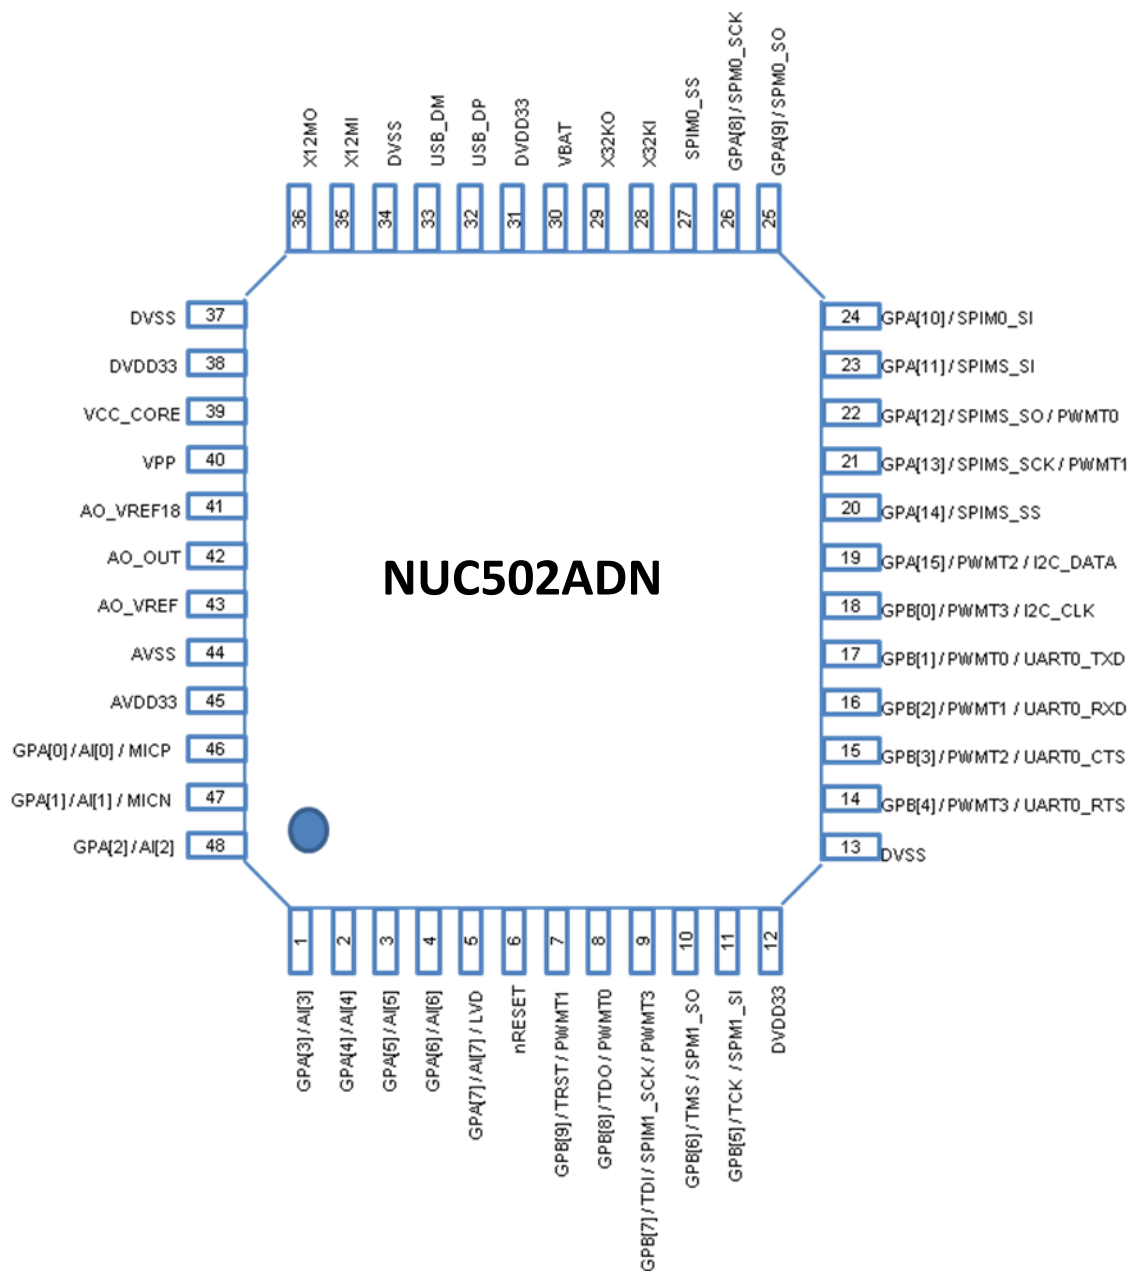 X12MO
X12MI
DVSS
USB_DM
USB_DP
DVDD33
VBAT
X32KO
X32KI
SPIM0_SS
GPA[8] / SPM0_SCK
GPA[9] / SPM0_SO
36
35
34
33
32
31
30
29
28
27
26
25
DVSS 37
DVDD33 38
VCC_CORE 39
VPP 40
AO_VREF18 41
AO_OUT 42
AO_VREF 43
AVSS 44
AVDD33 45
GPA[0] / AI[0] / MICP 46
GPA[1] / AI[1] / MICN 47
GPA[2] / AI[2] 48
NUC502ADN
24 GPA[10] / SPIM0_SI
23 GPA[11] / SPIMS_SI
22 GPA[12] / SPIMS_SO / PWMT0
21 GPA[13] / SPIMS_SCK / PWMT1
20 GPA[14] / SPIMS_SS
19 GPA[15] / PWMT2 / I2C_DATA
18 GPB[0] / PWMT3 / I2C_CLK
17 GPB[1] / PWMT0 / UART0_TXD
16 GPB[2] / PWMT1 / UART0_RXD
15 GPB[3] / PWMT2 / UART0_CTS
14 GPB[4] / PWMT3 / UART0_RTS
13 DVSS
1
2
3
4
5
6
7
8
9
10
11
12
GPA[3] / AI[3]
GPA[4] / AI[4]
GPA[5] / AI[5]
GPA[6] / AI[6]
GPA[7] / AI[7] / LVD
nRESET
GPB[9] / TRST / PWMT1
GPB[8] / TDO / PWMT0
GPB[7] / TDI / SPIM1_SCK / PWMT3
GPB[6] / TMS / SPM1_SO
GPB[5] / TCK / SPM1_SI
DVDD33